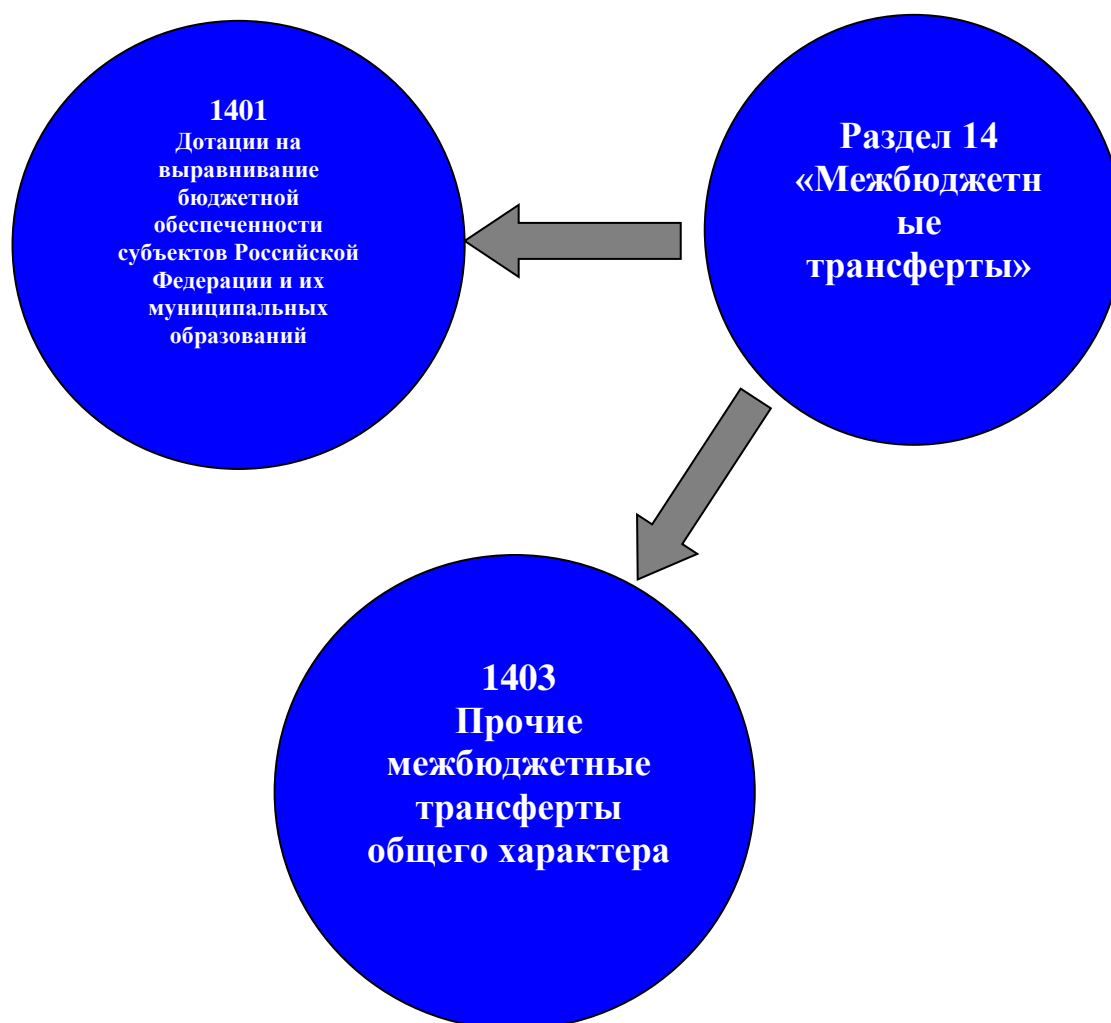 1401
Дотации на
выравнивание
бюджетной
обеспеченности
субъектов Российской
Федерации и их
муниципальных
образований
Раздел 14
«Межбюджетн
ые
трансферты»
1403
Прочие
межбюджетные
трансферты
общего характера